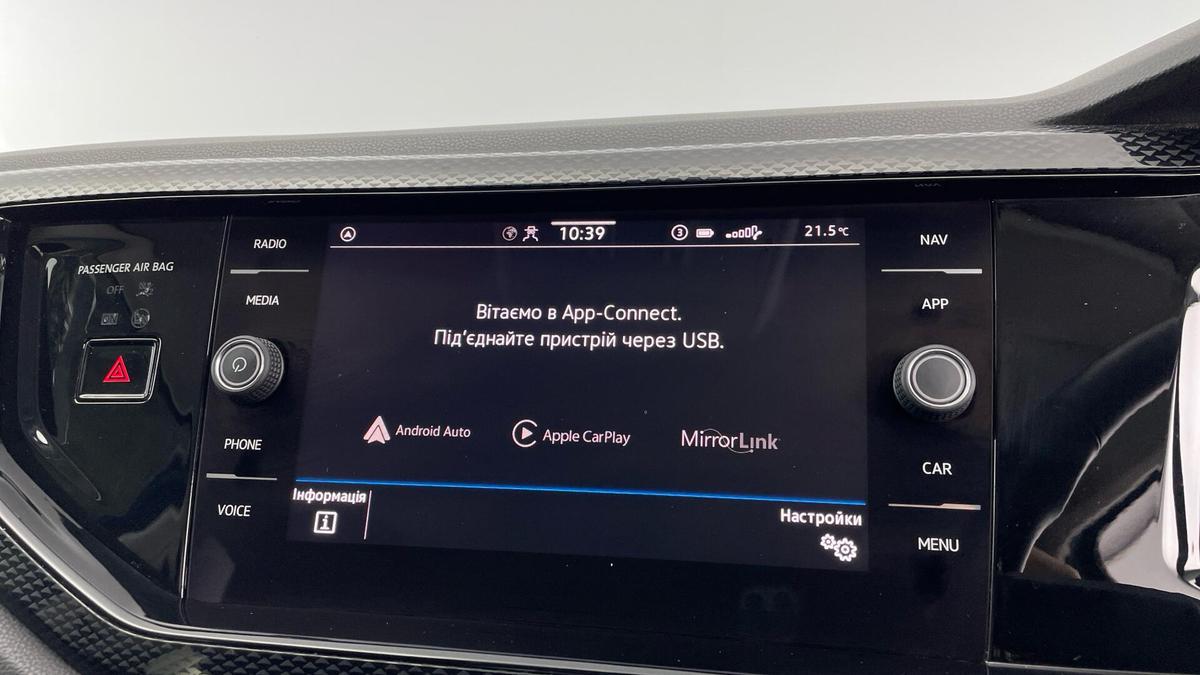 PASSENGER AIR BAG
OFF
ON
RADIO
MEDIA
PHONE
VOICE
10:39
3
21.5°C
Вітаємо в App-Connect.
Під'єднайте пристрій через USB.
Android Auto
Apple CarPlay
MirrorLink
Інформація
i
Настройки
NAV
APP
CAR
MENU